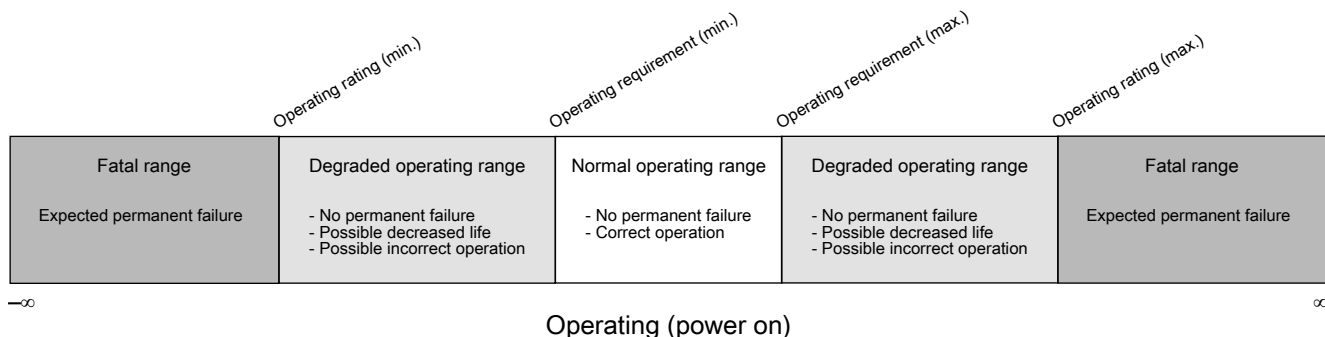 Operating rating (min.)
Operating requirement (min.)
Operating requirement (max.)
Operating rating (max.)
Fatal range
Expected permanent failure
Degraded operating range
- No permanent failure
- Possible decreased life
- Possible incorrect operation
Normal operating range
- No permanent failure
- Correct operation
Degraded operating range
- No permanent failure
- Possible decreased life
- Possible incorrect operation
Fatal range
Expected permanent failure
–∞
∞
Operating (power on)